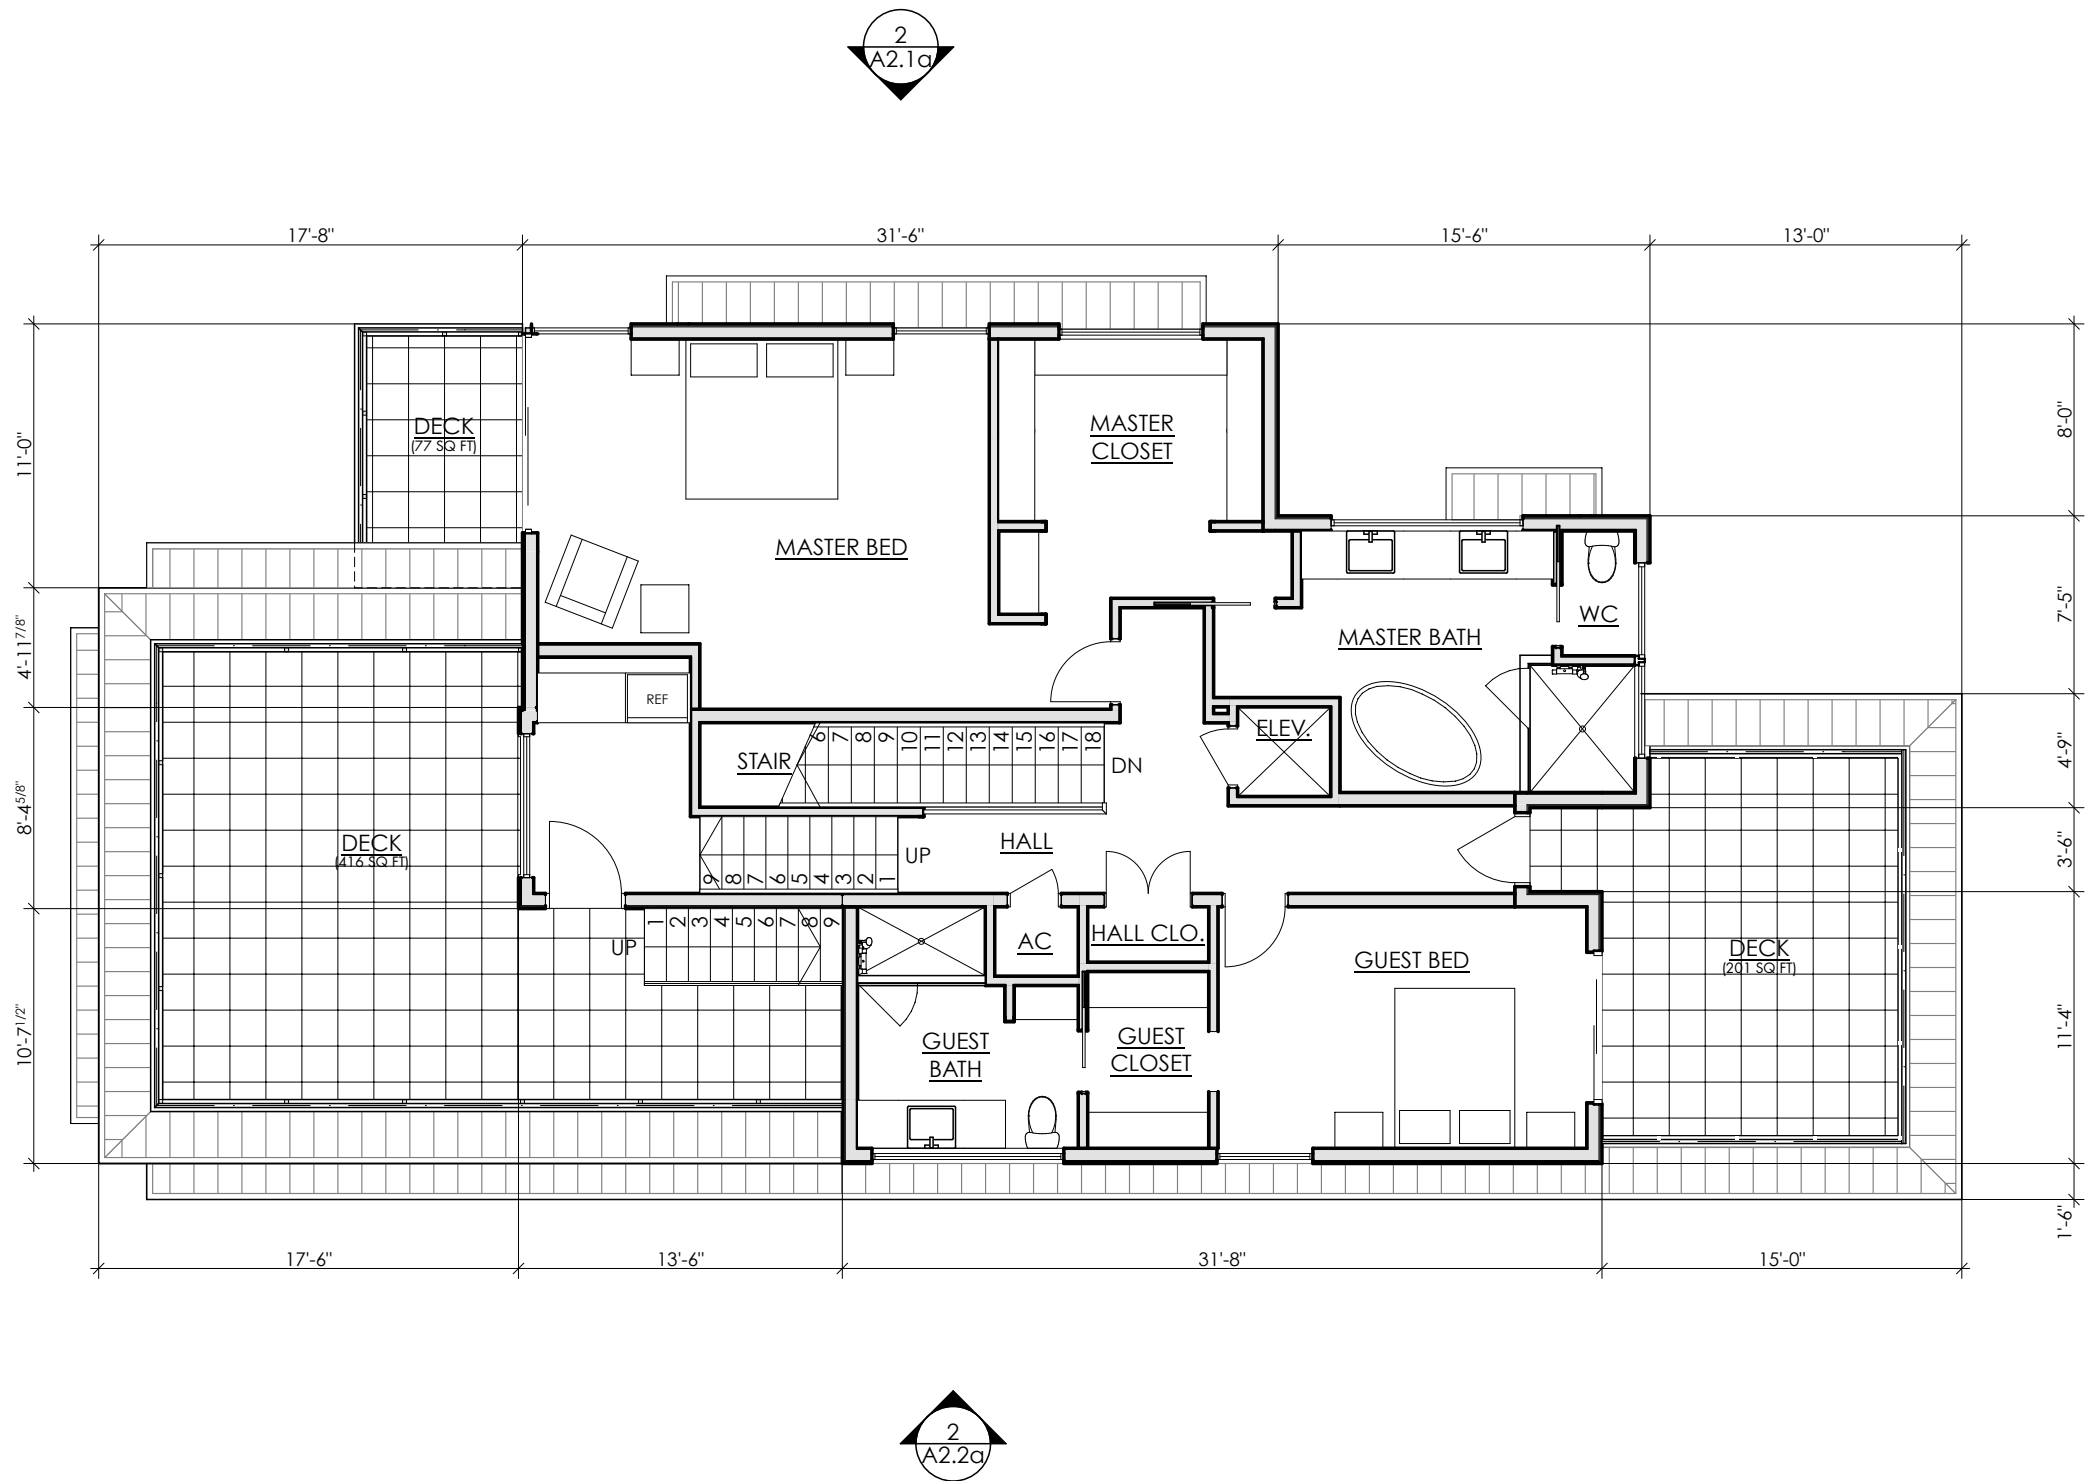 2
A2.1a
17'-8"
31'-6"
15'-6"
13'-0"
11'-0"
4'-11 7/8"
8'-4 5/8"
10'-7 1/2"
8'-0"
7'-5"
4'-9"
3'-6"
11'-4"
1'-6"
DECK
(77 SQ FT)
MASTER
CLOSET
MASTER BED
WC
MASTER BATH
REF
ELEV.
STAIR
6 7 8 9 10 11 12 13 14 15 16 17 18
DN
DECK
(416 SQ FT)
HALL
UP
9 8 7 6 5 4 3 2 1
UP
1 2 3 4 5 6 7 8 9
AC
HALL CLO.
GUEST BED
DECK
(201 SQ FT)
GUEST
BATH
GUEST
CLOSET
17'-6"
13'-6"
31'-8"
15'-0"
2
A2.2a